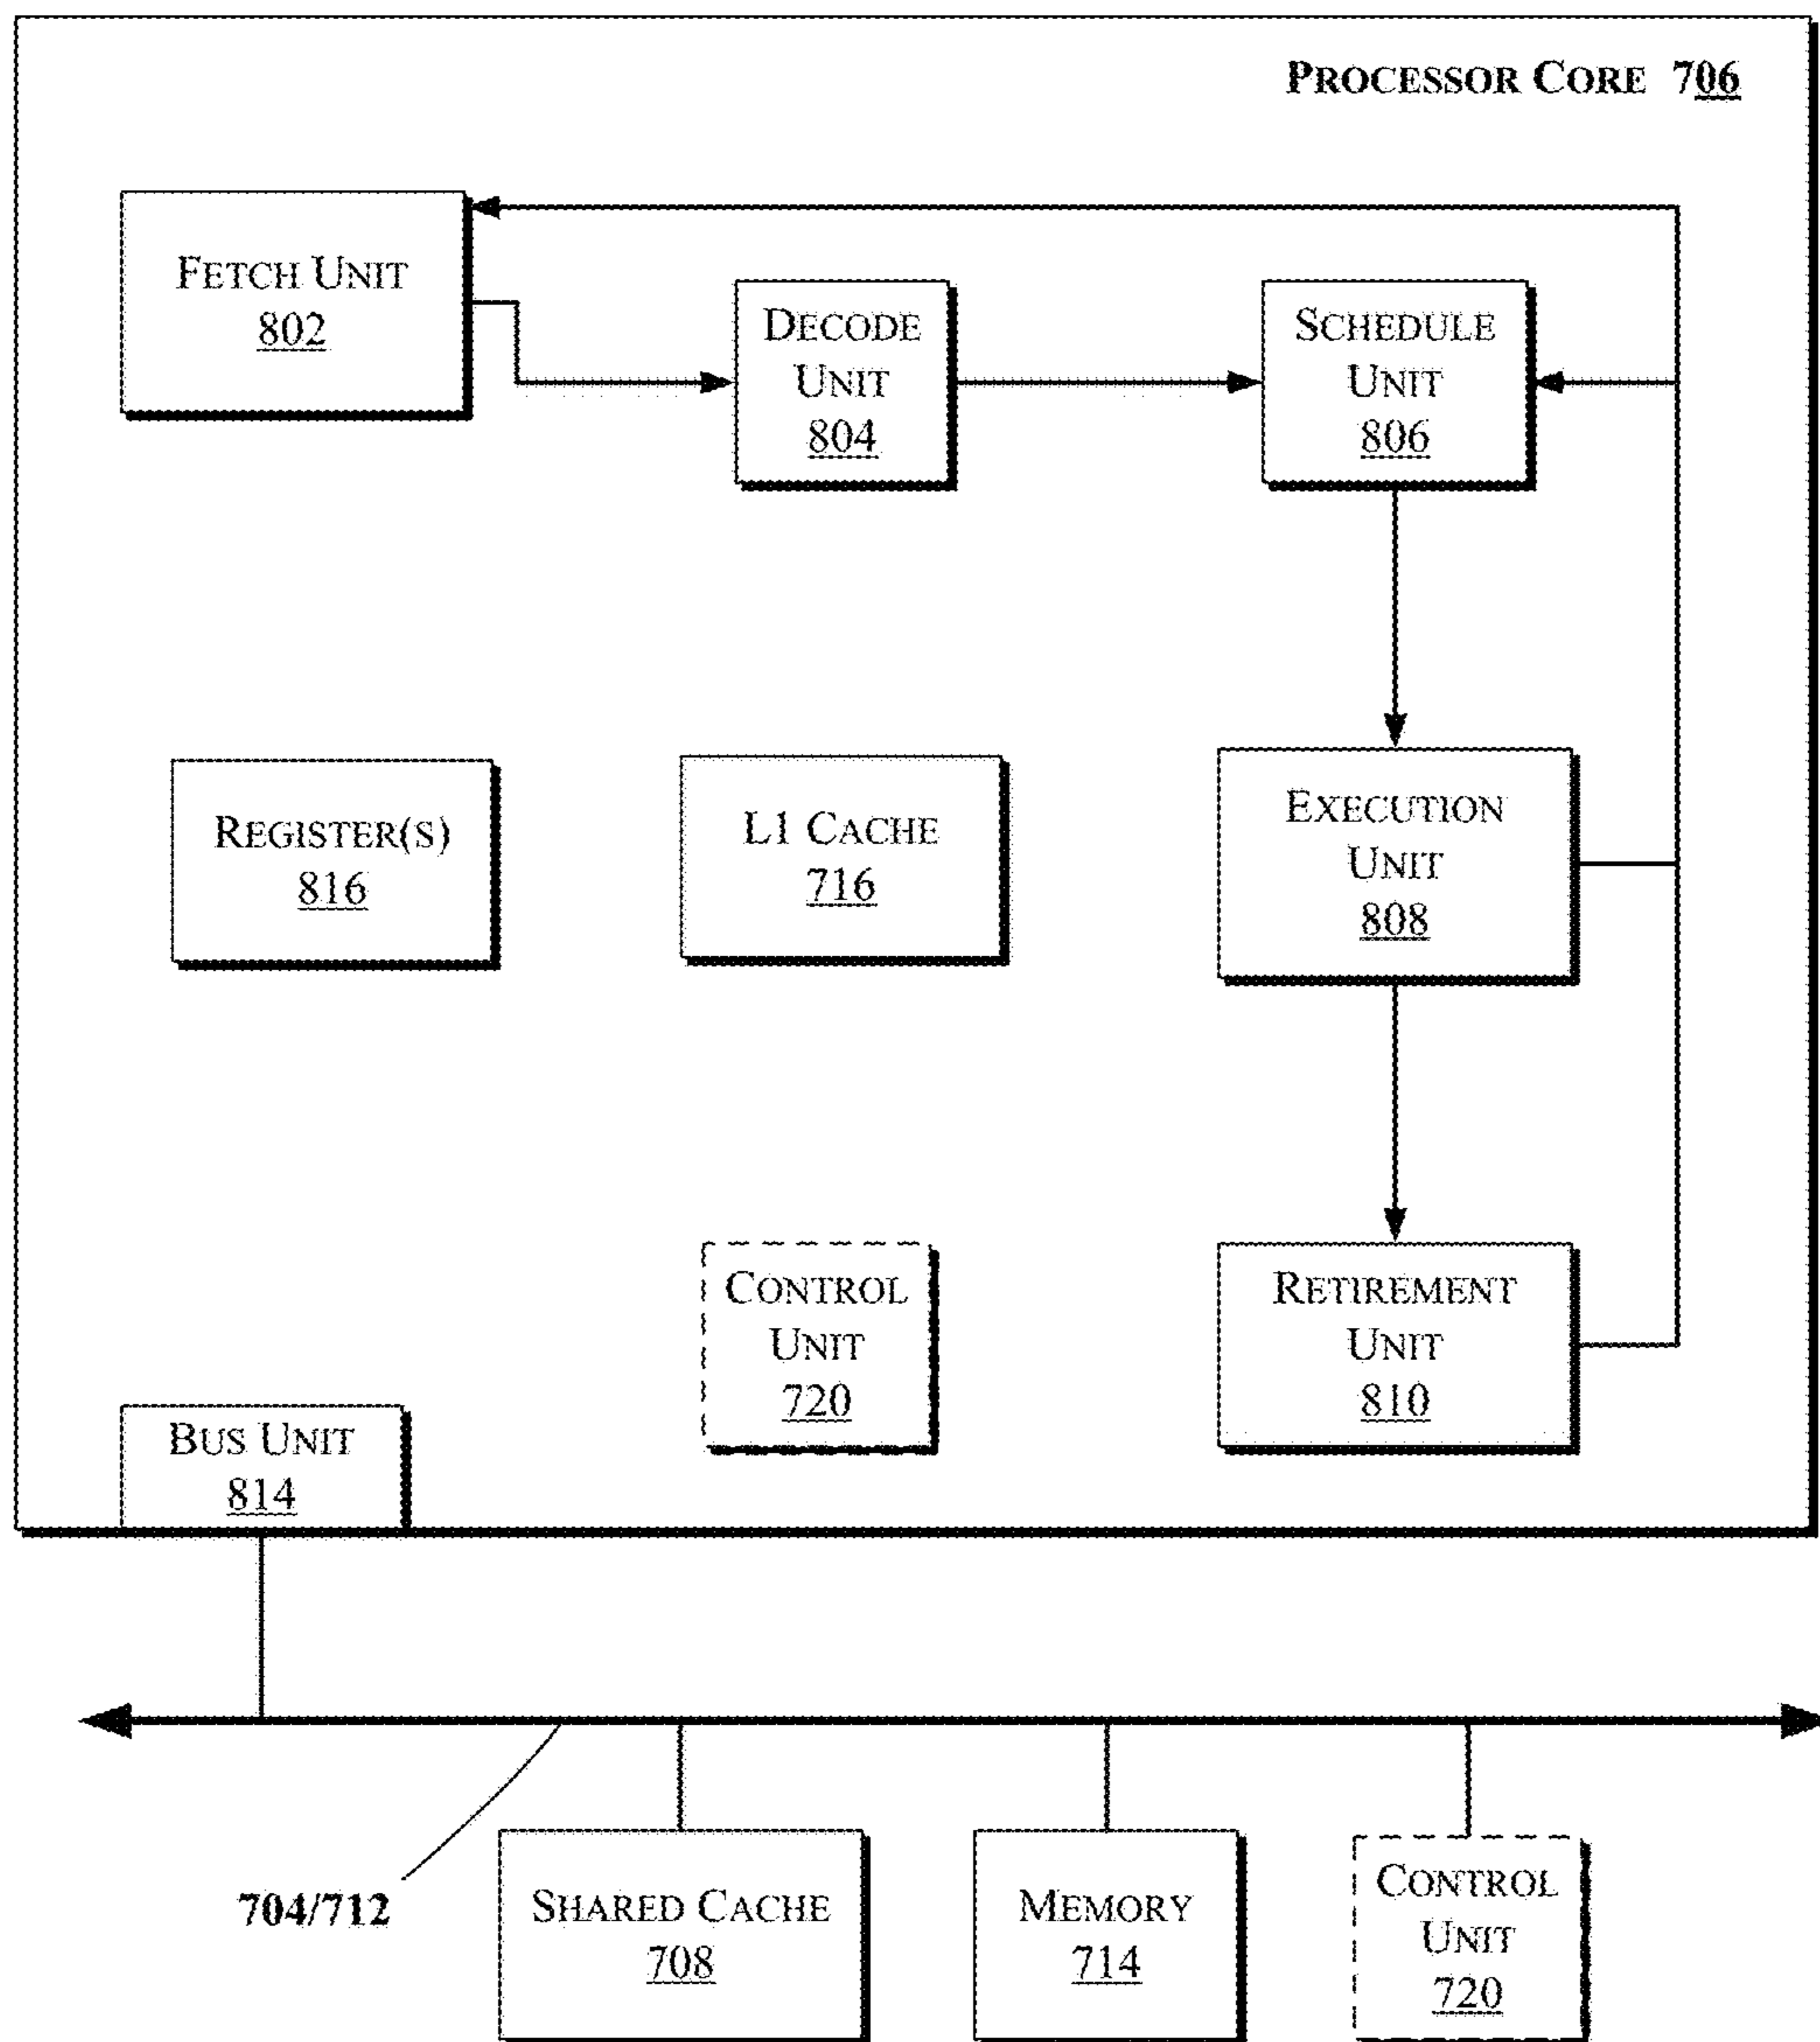 PROCESSOR CORE 706
FETCH UNIT
802
DECODE
UNIT
804
SCHEDULE
UNIT
806
REGISTER(S)
816
L1 CACHE
716
EXECUTION
UNIT
808
CONTROL
UNIT
720
RETIREMENT
UNIT
810
BUS UNIT
814
704/712
SHARED CACHE
708
MEMORY
714
CONTROL
UNIT
720